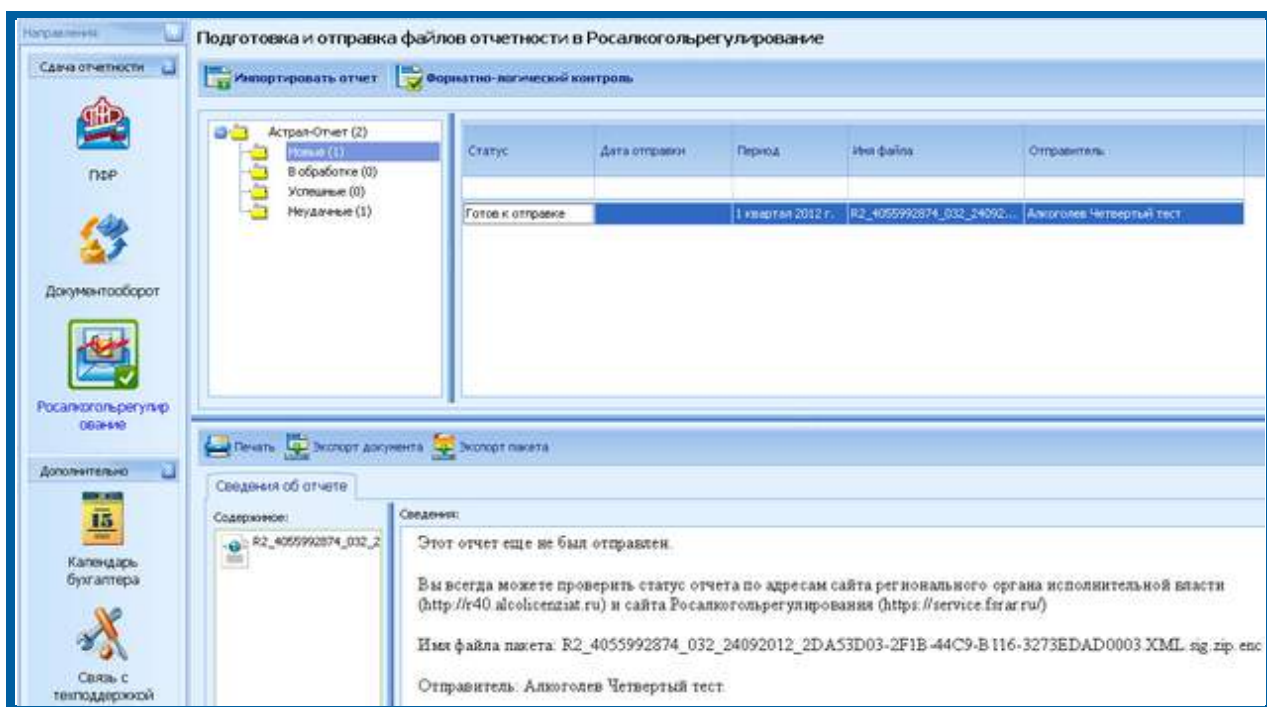 Направления
Подготовка и отправка файлов отчетности в Росалкогольрегулирование
Сдача отчетности
Импортировать отчет
Форматно-логический контроль
ПФР
Документооборот
Росалкогольрегулир
ование
Дополнительно
15
Календарь
бухгалтера
Связь с
техподдержкой
Астрал-Отчет (2)
Новые (1)
В обработке (0)
Успешные (0)
Неудачные (1)
Статус
Дата отправки
Период
Имя файла
Отправитель
Готов к отправке
1 квартал 2012 г.
R2_4055992874_032_24092...
Алкоголев Четвертый тест
Печать
Экспорт документа
Экспорт пакета
Сведения об отчете
Содержимое:
R2_4055992874_032_2
Сведения:
Этот отчет еще не был отправлен.
Вы всегда можете проверить статус отчета по адресам сайта регионального органа исполнительной власти
(http://r40.alcolicenziat.ru) и сайта Росалкогольрегулирования (https://service.fsrar.ru/)
Имя файла пакета: R2_4055992874_032_24092012_2DA53D03-2F1B-44C9-B116-3273EDAD0003.XML.sig.zip.enc
Отправитель: Алкоголев Четвертый тест